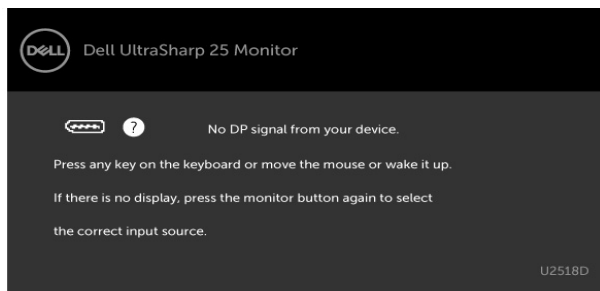 DELL
Dell UltraSharp 25 Monitor
? No DP signal from your device.
Press any key on the keyboard or move the mouse or wake it up.
If there is no display, press the monitor button again to select
the correct input source.
U2518D